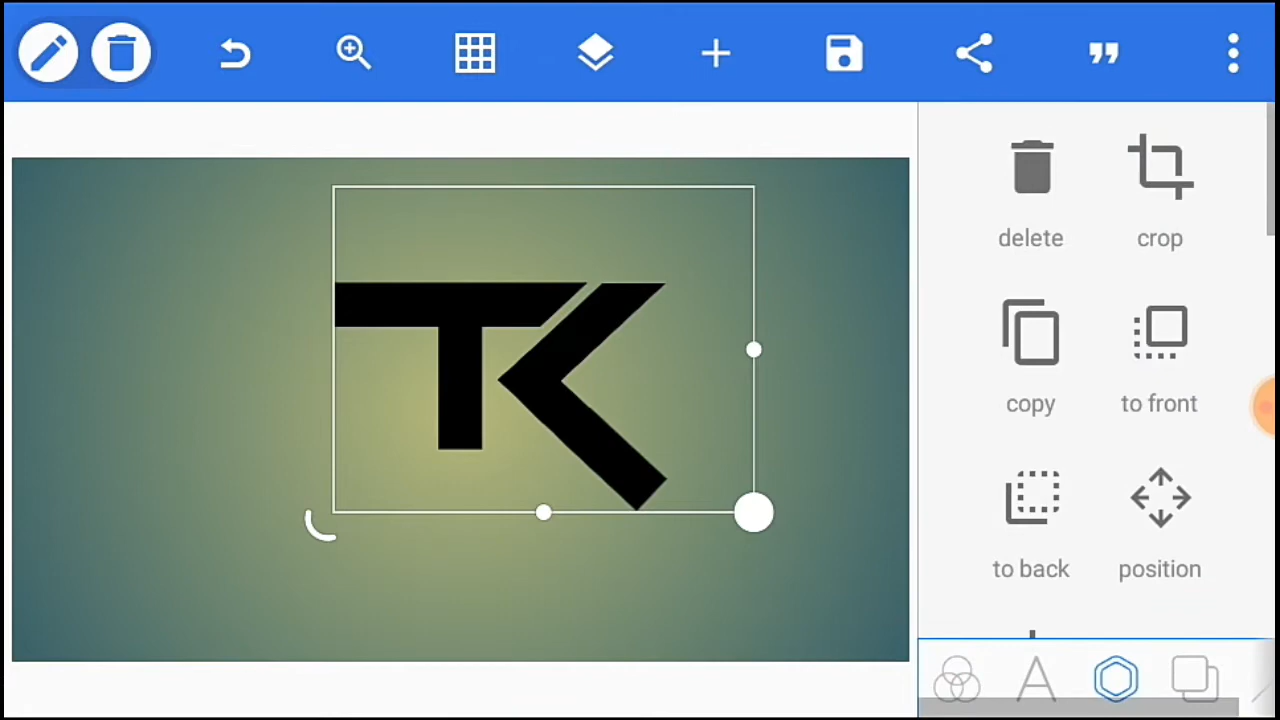 TK
delete
crop
copy
to front
to back
position